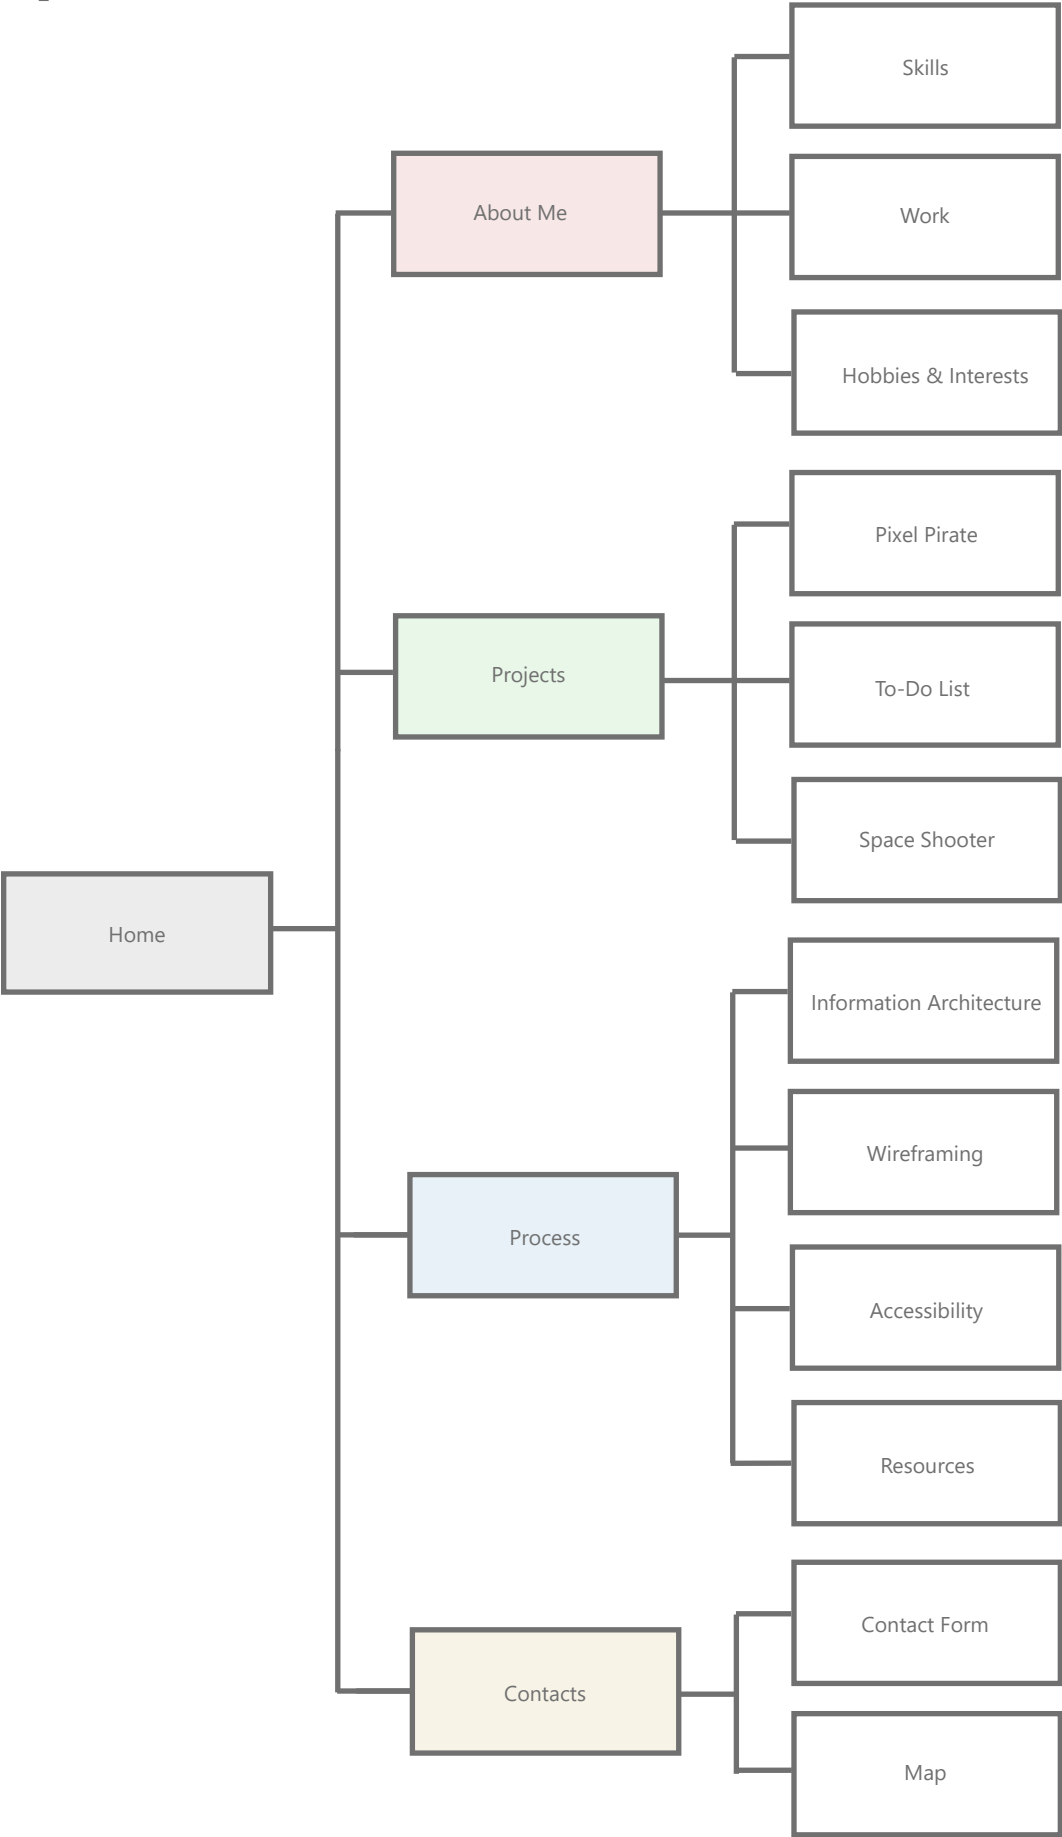 Skills
About Me
Work
Hobbies & Interests
Pixel Pirate
Projects
To-Do List
Space Shooter
Home
Information Architecture
Wireframing
Process
Accessibility
Resources
Contact Form
Contacts
Map